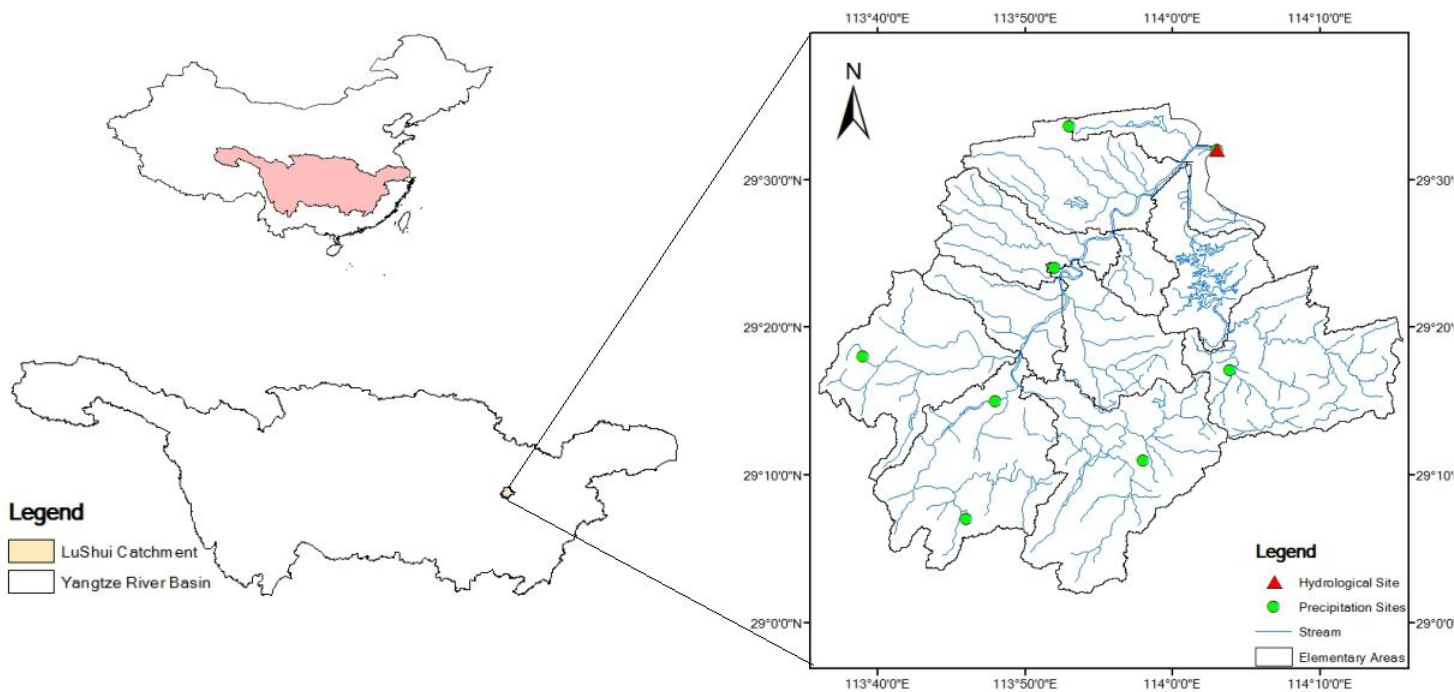 113°40'0"E 113°50'0"E 114°0'0"E 114°10'0"E
N
29°30'0"N 29°30'0"N
29°20'0"N 29°20'0"N
29°10'0"N 29°10'0"N
29°0'0"N 29°0'0"N
Legend
LuShui Catchment
Yangtze River Basin
Legend
Hydrological Site
Precipitation Sites
Stream
Elementary Areas
113°40'0"E 113°50'0"E 114°0'0"E 114°10'0"E